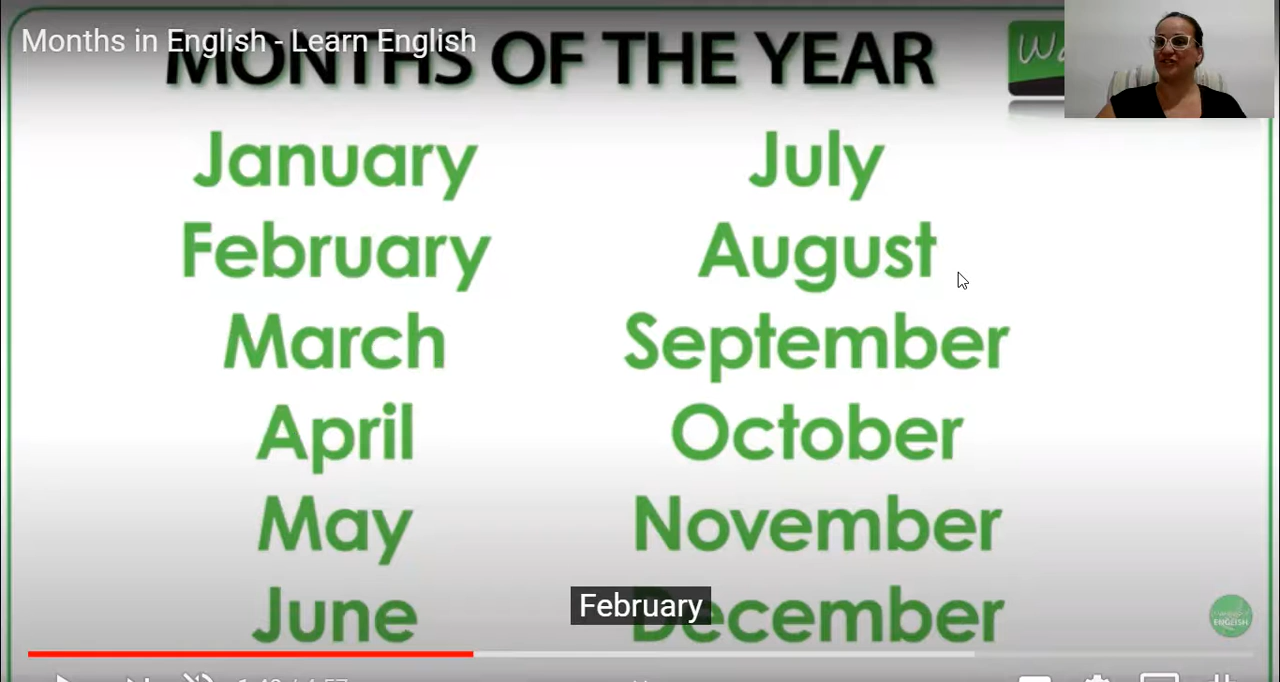 Months in English - Learn English
MONTHS OF THE YEAR
January
February
March
April
May
June
July
August
September
October
November
December
February
ENGLISH